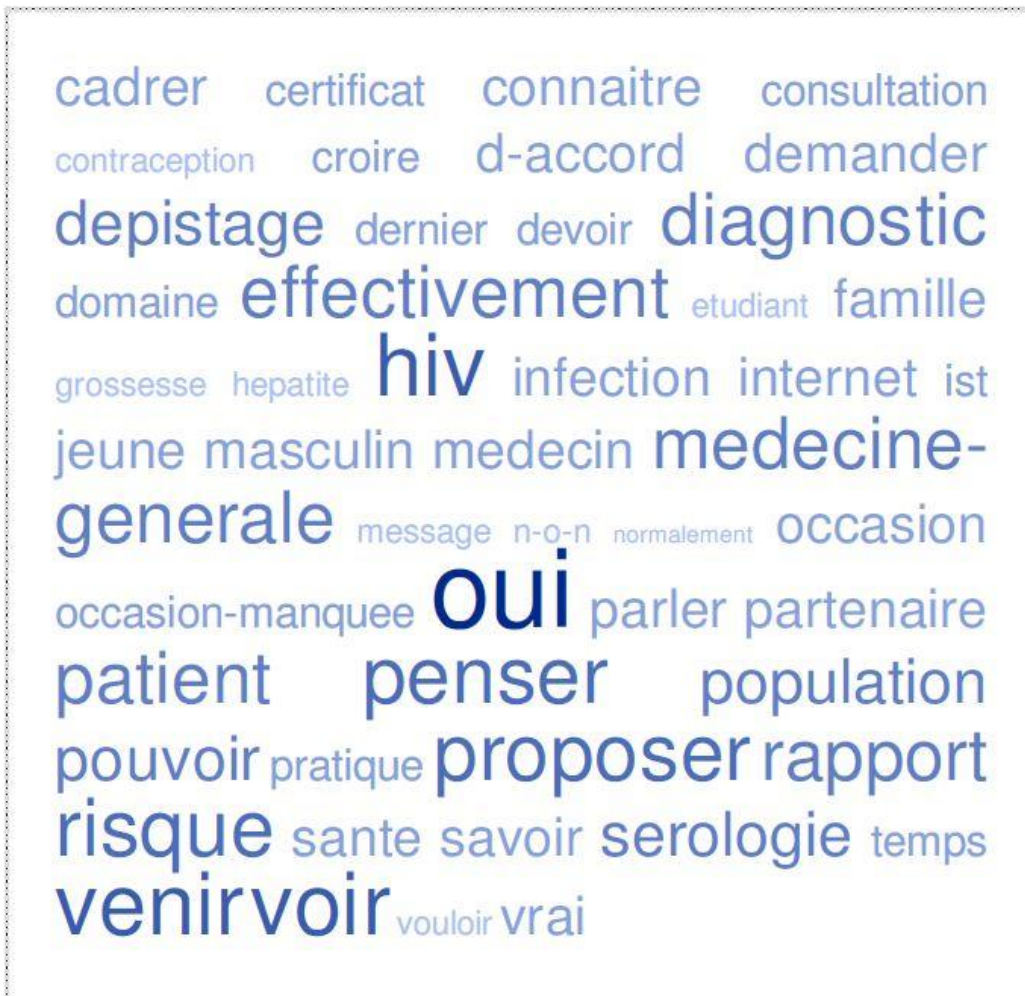 cadrer certificat connaitre consultation
contraception croire d-accord demander
depistage dernier devoir diagnostic
domaine effectivement etudiant famille
grossesse hepatite hiv infection internet ist
jeune masculin medecin medecine-
generale message n-o-n normalement occasion
occasion-manquee oui parler partenaire
patient penser population
pouvoir pratique proposer rapport
risque sante savoir serologie temps
venir voir vouloir vrai